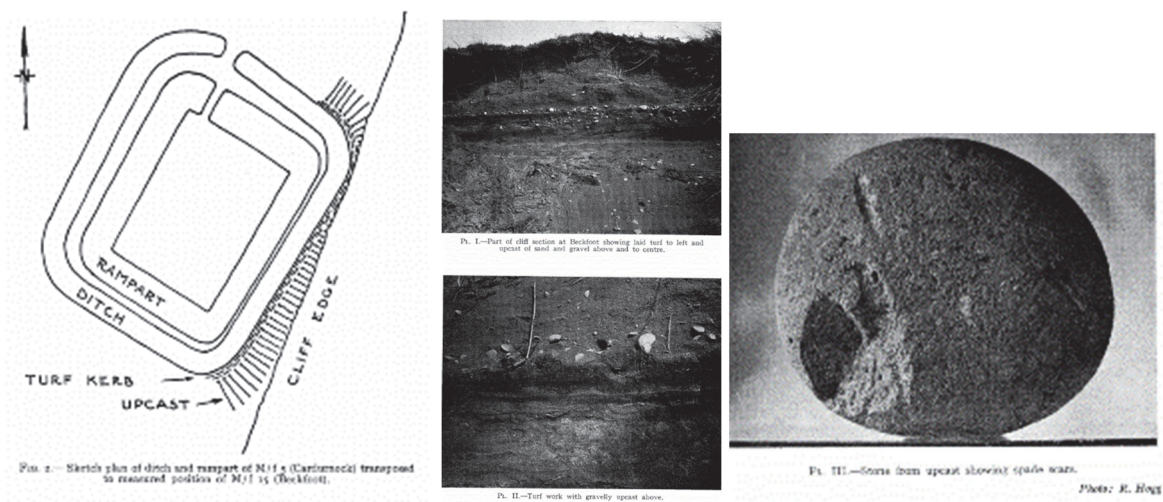 N
RAMPART
DITCH
CLIFF EDGE
TURF KERB
UPCAST
FIG. 2.— Sketch plan of ditch and rampart of M/f 5 (Cardurnock) transposed
to measured position of M/f 15 (Beckfoot).
PL. I.—Part of cliff section at Beckfoot showing laid turf to left and
upcast of sand and gravel above and to centre.
PL. II.—Turf work with gravelly upcast above.
PL. III.—Stone from upcast showing spade scars.
Photo: R. Hogg